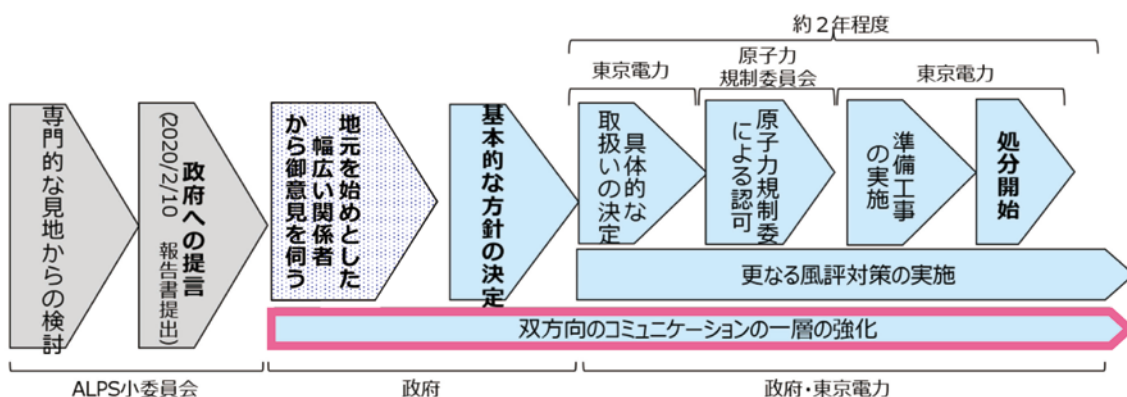 約２年程度
東京電力
原子力
規制委員会
東京電力
専門的な見地からの検討
政府への提言
(2020/2/10　報告書提出)
地元を始めとした
幅広い関係者
から御意見を伺う
基本的な方針の決定
具体的な
取扱いの決定
原子力規制委
による認可
準備工事
の実施
処分開始
更なる風評対策の実施
双方向のコミュニケーションの一層の強化
ALPS小委員会
政府
政府・東京電力